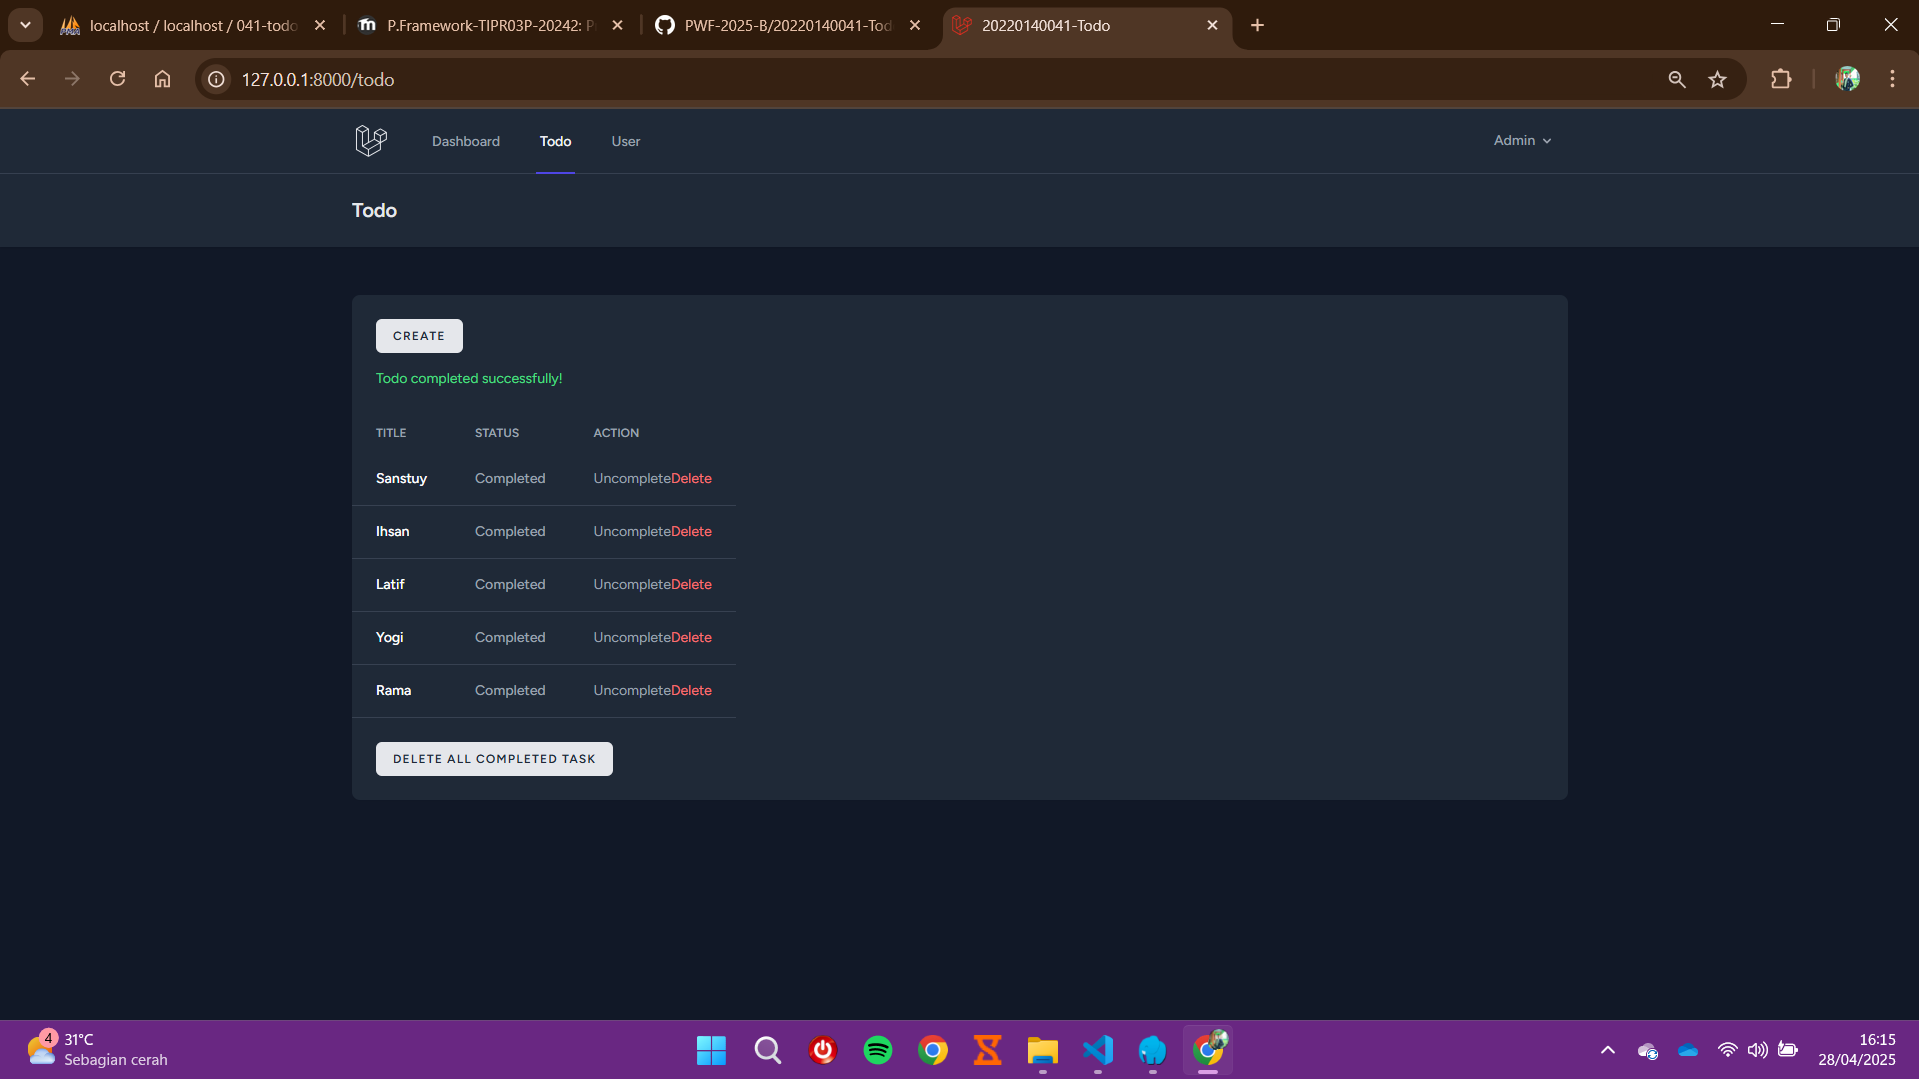 localhost / localhost / 041-todo
P.Framework-TIPR03P-20242: P
PWF-2025-B/20220140041-Tod
20220140041-Todo
127.0.0.1:8000/todo
Dashboard
Todo
User
Admin
Todo
CREATE
Todo completed successfully!
TITLE STATUS ACTION
Sanstuy Completed UncompleteDelete
Ihsan Completed UncompleteDelete
Latif Completed UncompleteDelete
Yogi Completed UncompleteDelete
Rama Completed UncompleteDelete
DELETE ALL COMPLETED TASK
4
31°C
Sebagian cerah
16:15
28/04/2025